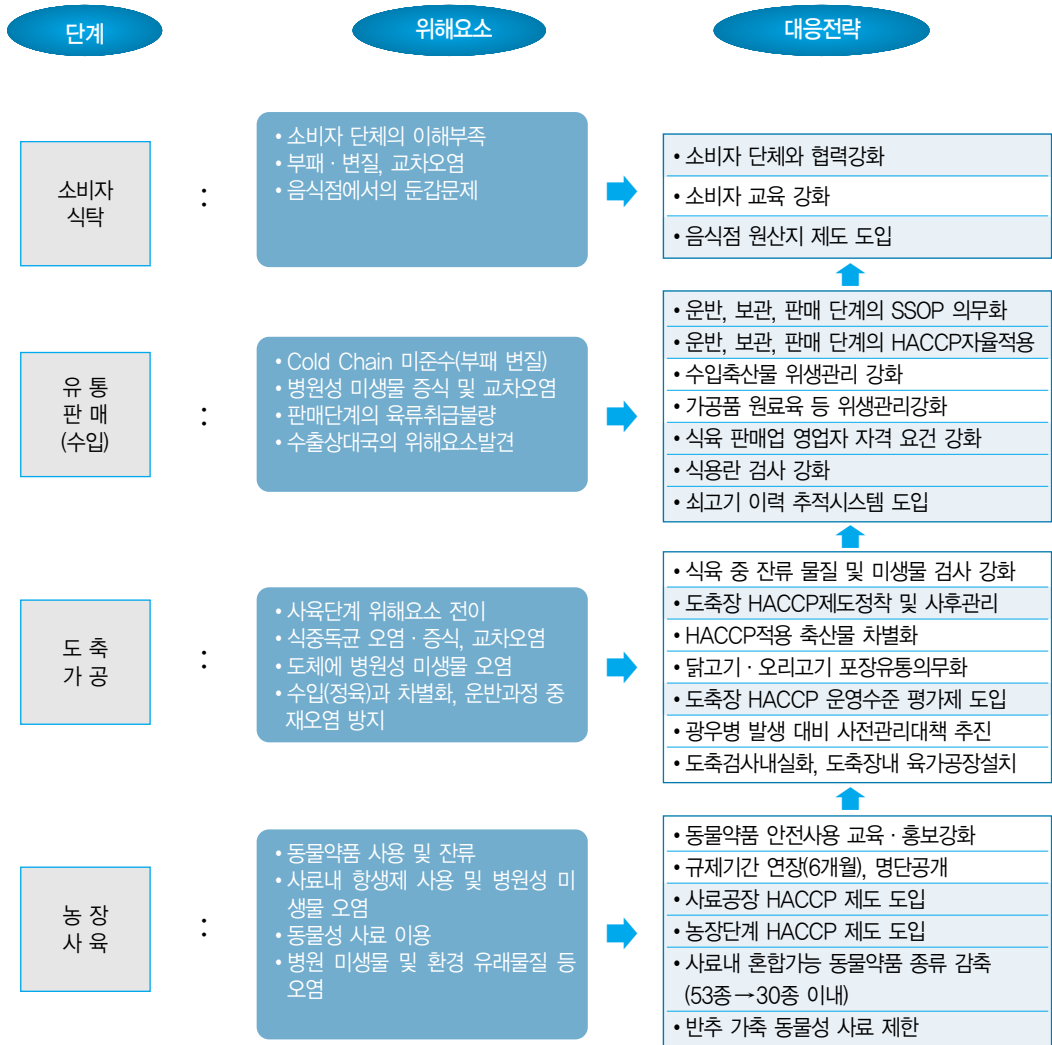 단계
위해요소
대응전략
소비자
식탁
:
• 소비자 단체의 이해부족
• 부패 · 변질, 교차오염
• 음식점에서의 둔갑문제
• 소비자 단체와 협력강화
• 소비자 교육 강화
• 음식점 원산지 제도 도입
유 통
판 매
(수입)
:
• Cold Chain 미준수(부패 변질)
• 병원성 미생물 증식 및 교차오염
• 판매단계의 육류취급불량
• 수출상대국의 위해요소발견
• 운반, 보관, 판매 단계의 SSOP 의무화
• 운반, 보관, 판매 단계의 HACCP자율적용
• 수입축산물 위생관리 강화
• 가공품 원료육 등 위생관리강화
• 식육 판매업 영업자 자격 요건 강화
• 식용란 검사 강화
• 쇠고기 이력 추적시스템 도입
도 축
가 공
:
• 사육단계 위해요소 전이
• 식중독균 오염 · 증식, 교차오염
• 도체에 병원성 미생물 오염
• 수입(정육)과 차별화, 운반과정 중
재오염 방지
• 식육 중 잔류 물질 및 미생물 검사 강화
• 도축장 HACCP제도정착 및 사후관리
• HACCP적용 축산물 차별화
• 닭고기 · 오리고기 포장유통의무화
• 도축장 HACCP 운영수준 평가제 도입
• 광우병 발생 대비 사전관리대책 추진
• 도축검사내실화, 도축장내 육가공장설치
농 장
사 육
:
• 동물약품 사용 및 잔류
• 사료내 항생제 사용 및 병원성 미
생물 오염
• 동물성 사료 이용
• 병원 미생물 및 환경 유래물질 등
오염
• 동물약품 안전사용 교육 · 홍보강화
• 규제기간 연장(6개월), 명단공개
• 사료공장 HACCP 제도 도입
• 농장단계 HACCP 제도 도입
• 사료내 혼합가능 동물약품 종류 감축
(53종→30종 이내)
• 반추 가축 동물성 사료 제한